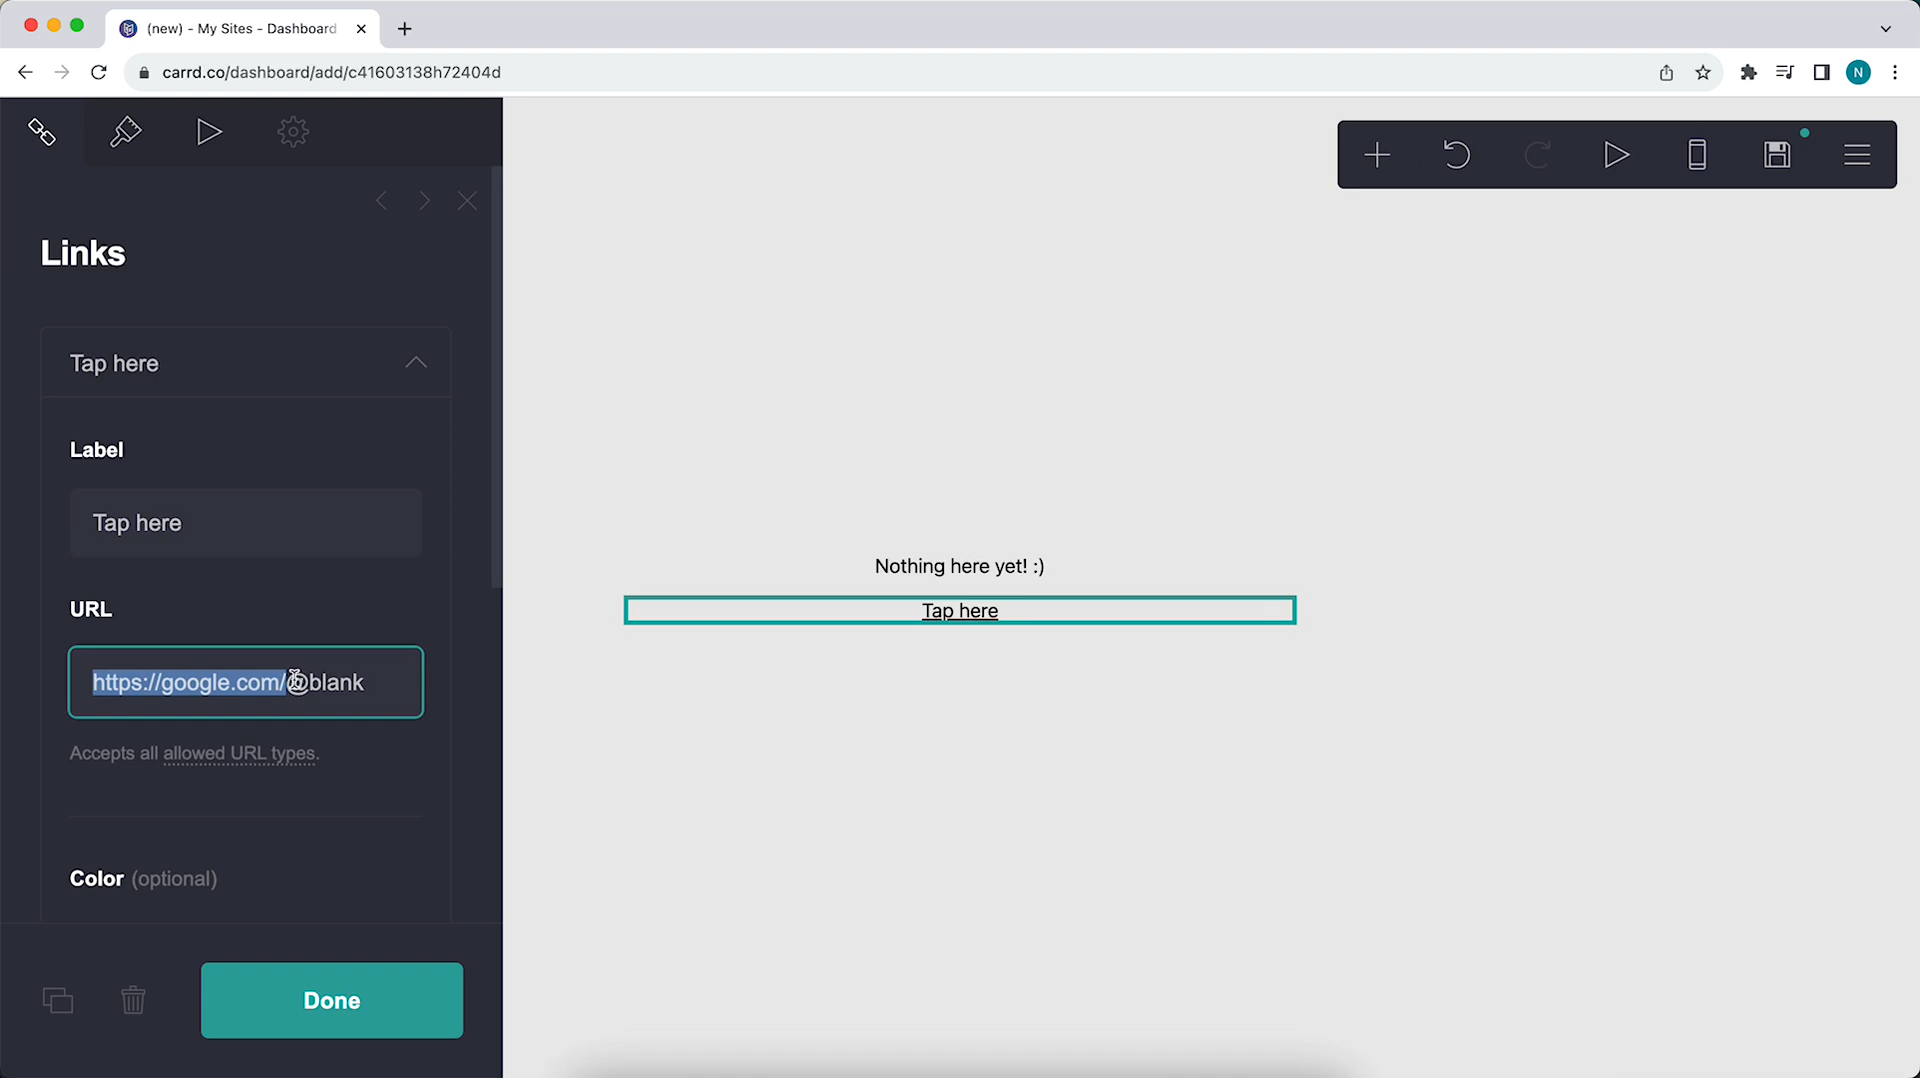 (new) - My Sites - Dashboard
carrd.co/dashboard/add/c41603138h72404d
N
Links
Tap here
Label
Tap here
URL
https://google.com/@blank
Accepts all allowed URL types.
Color (optional)
Done
Nothing here yet! :)
Tap here